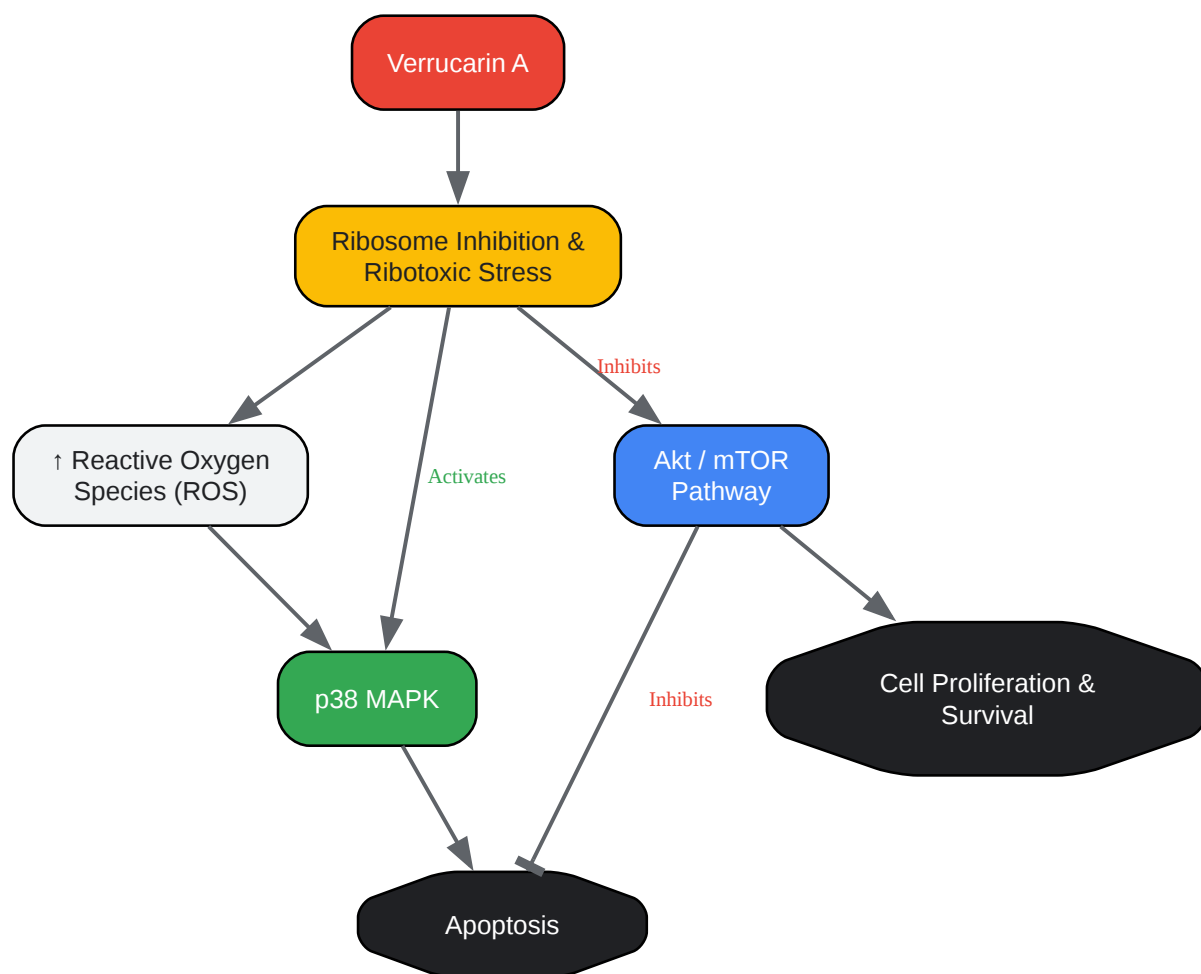 Verrucarin A
Ribosome Inhibition &
Ribotoxic Stress
Inhibits
↑ Reactive Oxygen
Species (ROS)
Activates
Akt / mTOR
Pathway
p38 MAPK
Inhibits
Cell Proliferation &
Survival
Apoptosis